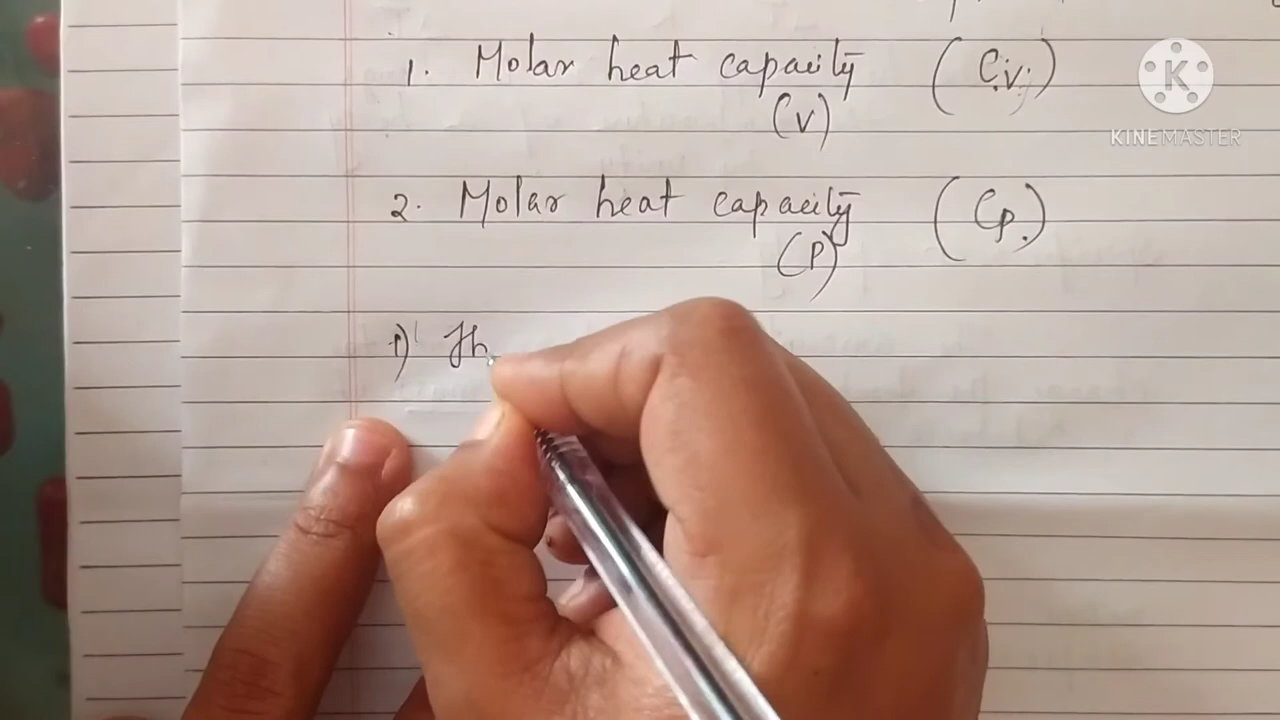 1. Molar heat capacity (Cv.)
(V)
2. Molar heat capacity (Cp.)
(P)
1) Th
K
KINEMASTER